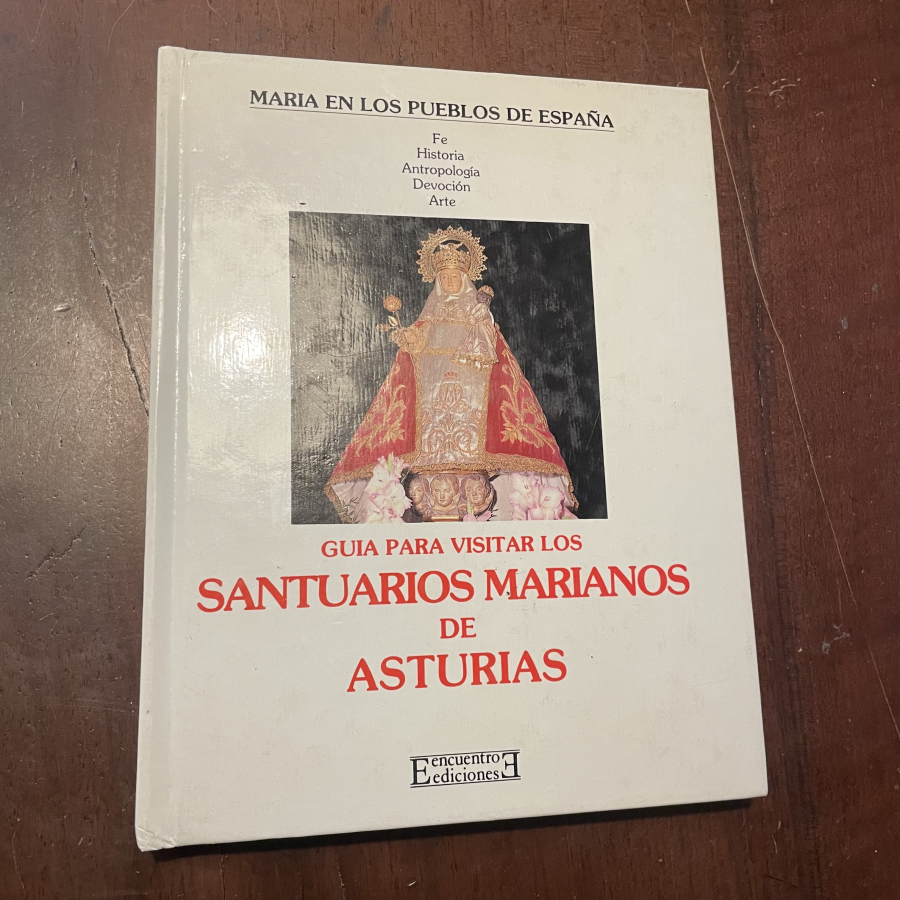 MARIA EN LOS PUEBLOS DE ESPAÑA
Fe
Historia
Antropología
Devoción
Arte
GUIA PARA VISITAR LOS
SANTUARIOS MARIANOS
DE
ASTURIAS
Encuentro
Ediciones